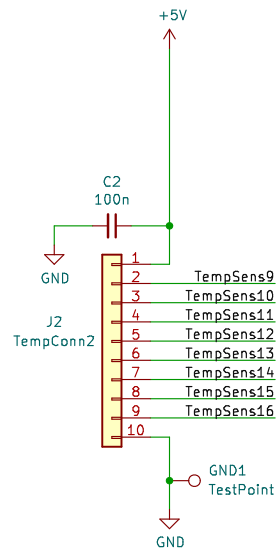 +5V
C2
100n
GND
J2
TempConn2
1
2
3
4
5
6
7
8
9
10
TempSens9
TempSens10
TempSens11
TempSens12
TempSens13
TempSens14
TempSens15
TempSens16
GND1
TestPoint
GND